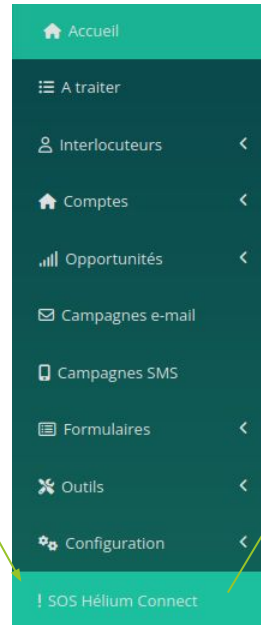 Accueil
A traiter
Interlocuteurs
Comptes
Opportunités
Campagnes e-mail
Campagnes SMS
Formulaires
Outils
Configuration
! SOS Hélium Connect